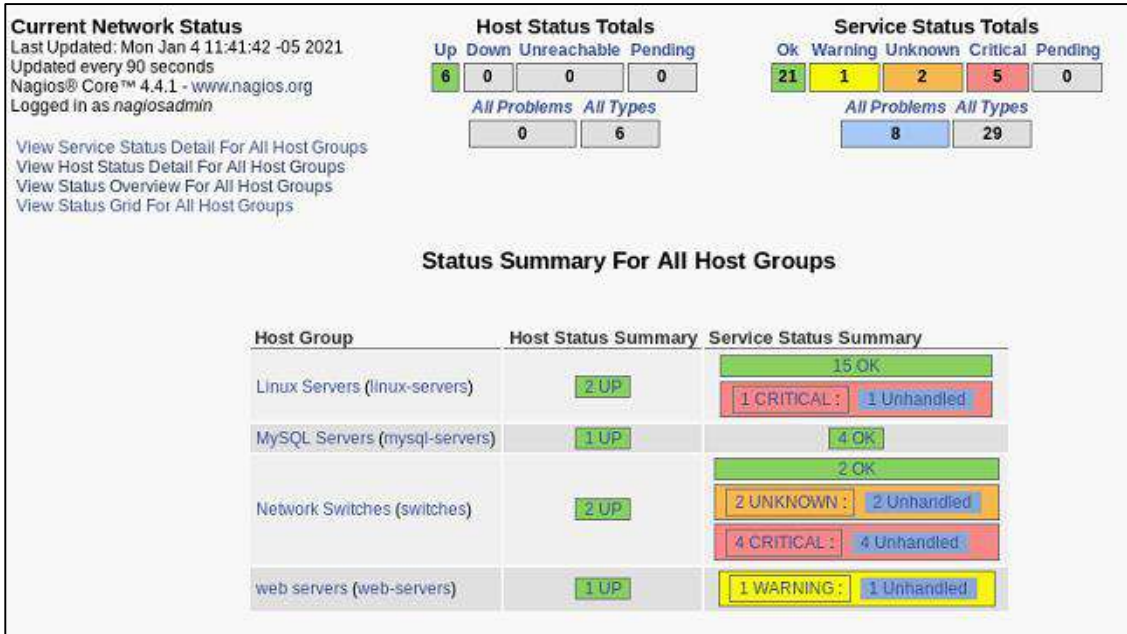 Current Network Status
Last Updated: Mon Jan 4 11:41:42 -05 2021
Updated every 90 seconds
Nagios® Core™ 4.4.1 - www.nagios.org
Logged in as nagiosadmin
View Service Status Detail For All Host Groups
View Host Status Detail For All Host Groups
View Status Overview For All Host Groups
View Status Grid For All Host Groups
Host Status Totals
Up Down Unreachable Pending
6 0 0 0
All Problems All Types
0 6
Service Status Totals
Ok Warning Unknown Critical Pending
21 1 2 5 0
All Problems All Types
8 29
Status Summary For All Host Groups
Host Group Host Status Summary Service Status Summary
Linux Servers (linux-servers) 2 UP
15 OK
1 CRITICAL : 1 Unhandled
MySQL Servers (mysql-servers) 1 UP 4 OK
Network Switches (switches) 2 UP
2 OK
2 UNKNOWN : 2 Unhandled
4 CRITICAL : 4 Unhandled
web servers (web-servers) 1 UP 1 WARNING : 1 Unhandled